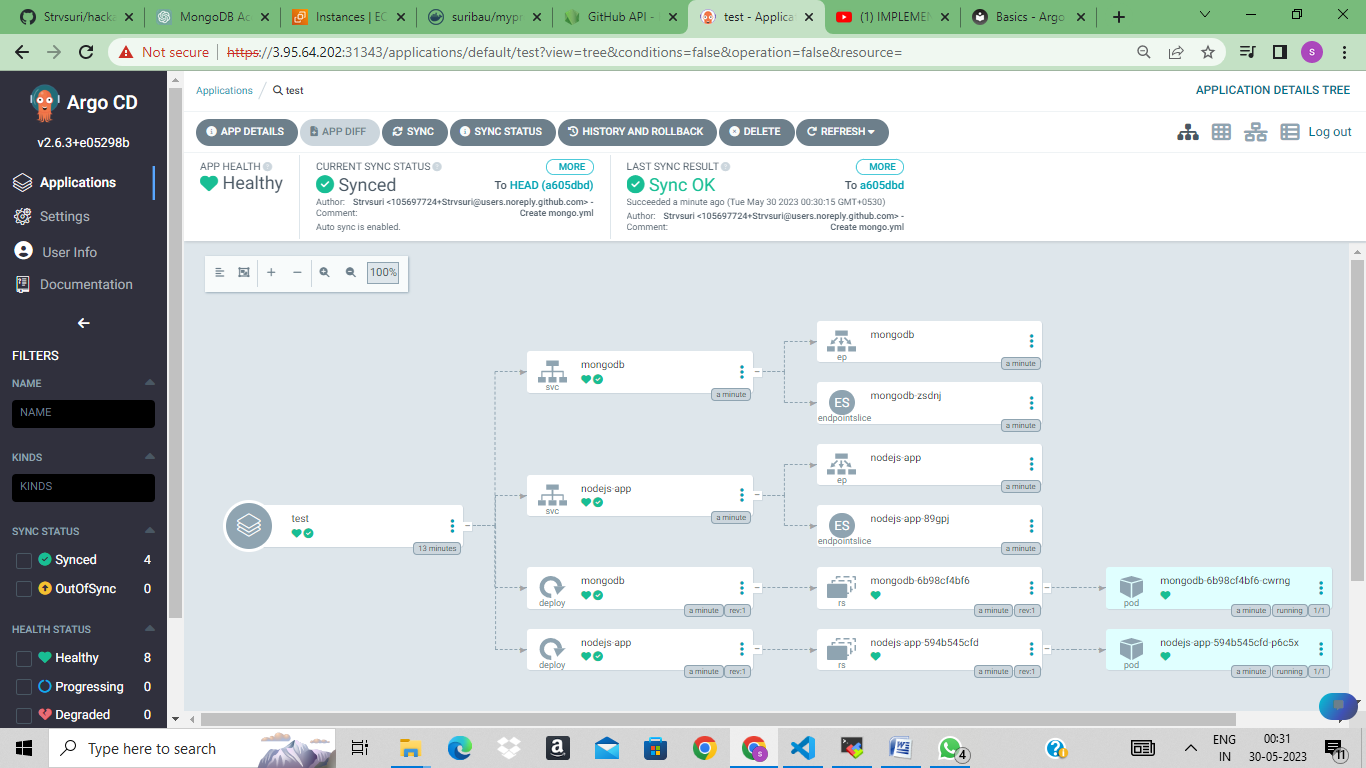 Strvsuri/hacka
MongoDB Ac
Instances | EC
suribau/mypr
GitHub API -
test - Applica
(1) IMPLEMEN
Basics - Argo
Not secure
https://3.95.64.202:31343/applications/default/test?view=tree&conditions=false&operation=false&resource=
S
Argo CD
v2.6.3+e05298b
Applications
Settings
User Info
Documentation
FILTERS
NAME
NAME
KINDS
KINDS
SYNC STATUS
Synced 4
OutOfSync 0
HEALTH STATUS
Healthy 8
Progressing 0
Degraded 0
Applications / test
APPLICATION DETAILS TREE
APP DETAILS APP DIFF SYNC SYNC STATUS HISTORY AND ROLLBACK DELETE REFRESH
Log out
APP HEALTH
Healthy
CURRENT SYNC STATUS MORE
Synced To HEAD (a605dbd)
Author: Strvsuri <105697724+Strvsuri@users.noreply.github.com> -
Comment: Create mongo.yml
Auto sync is enabled.
LAST SYNC RESULT MORE
Sync OK To a605dbd
Succeeded a minute ago (Tue May 30 2023 00:30:15 GMT+0530)
Author: Strvsuri <105697724+Strvsuri@users.noreply.github.com> -
Comment: Create mongo.yml
100%
test
13 minutes
mongodb
svc
a minute
mongodb
ep
a minute
ES
mongodb-zsdnj
endpointslice
a minute
nodejs-app
svc
a minute
nodejs-app
ep
a minute
ES
nodejs-app-89gpj
endpointslice
a minute
mongodb
deploy
a minute rev:1
mongodb-6b98cf4bf6
rs
a minute rev:1
mongodb-6b98cf4bf6-cwrng
pod
a minute running 1/1
nodejs-app
deploy
a minute rev:1
nodejs-app-594b545cfd
rs
a minute rev:1
nodejs-app-594b545cfd-p6c5x
pod
a minute running 1/1
Type here to search
a
S
W
4
ENG
IN
00:31
30-05-2023
11